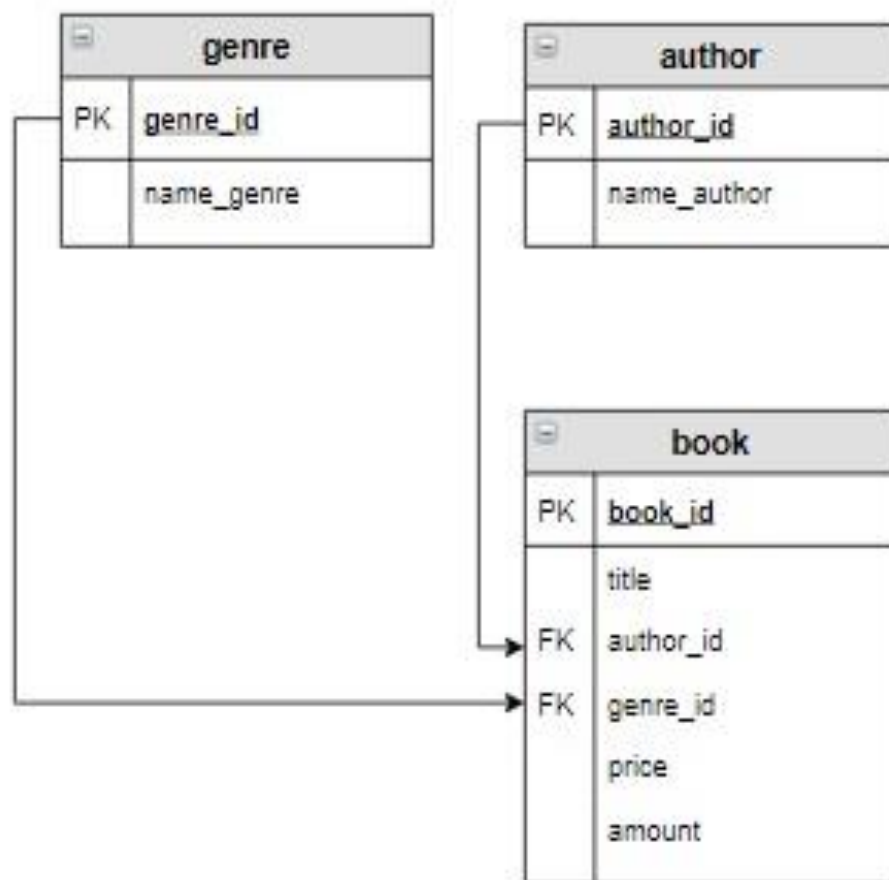 genre
PK genre_id
name_genre
author
PK author_id
name_author
book
PK book_id
title
FK author_id
FK genre_id
price
amount